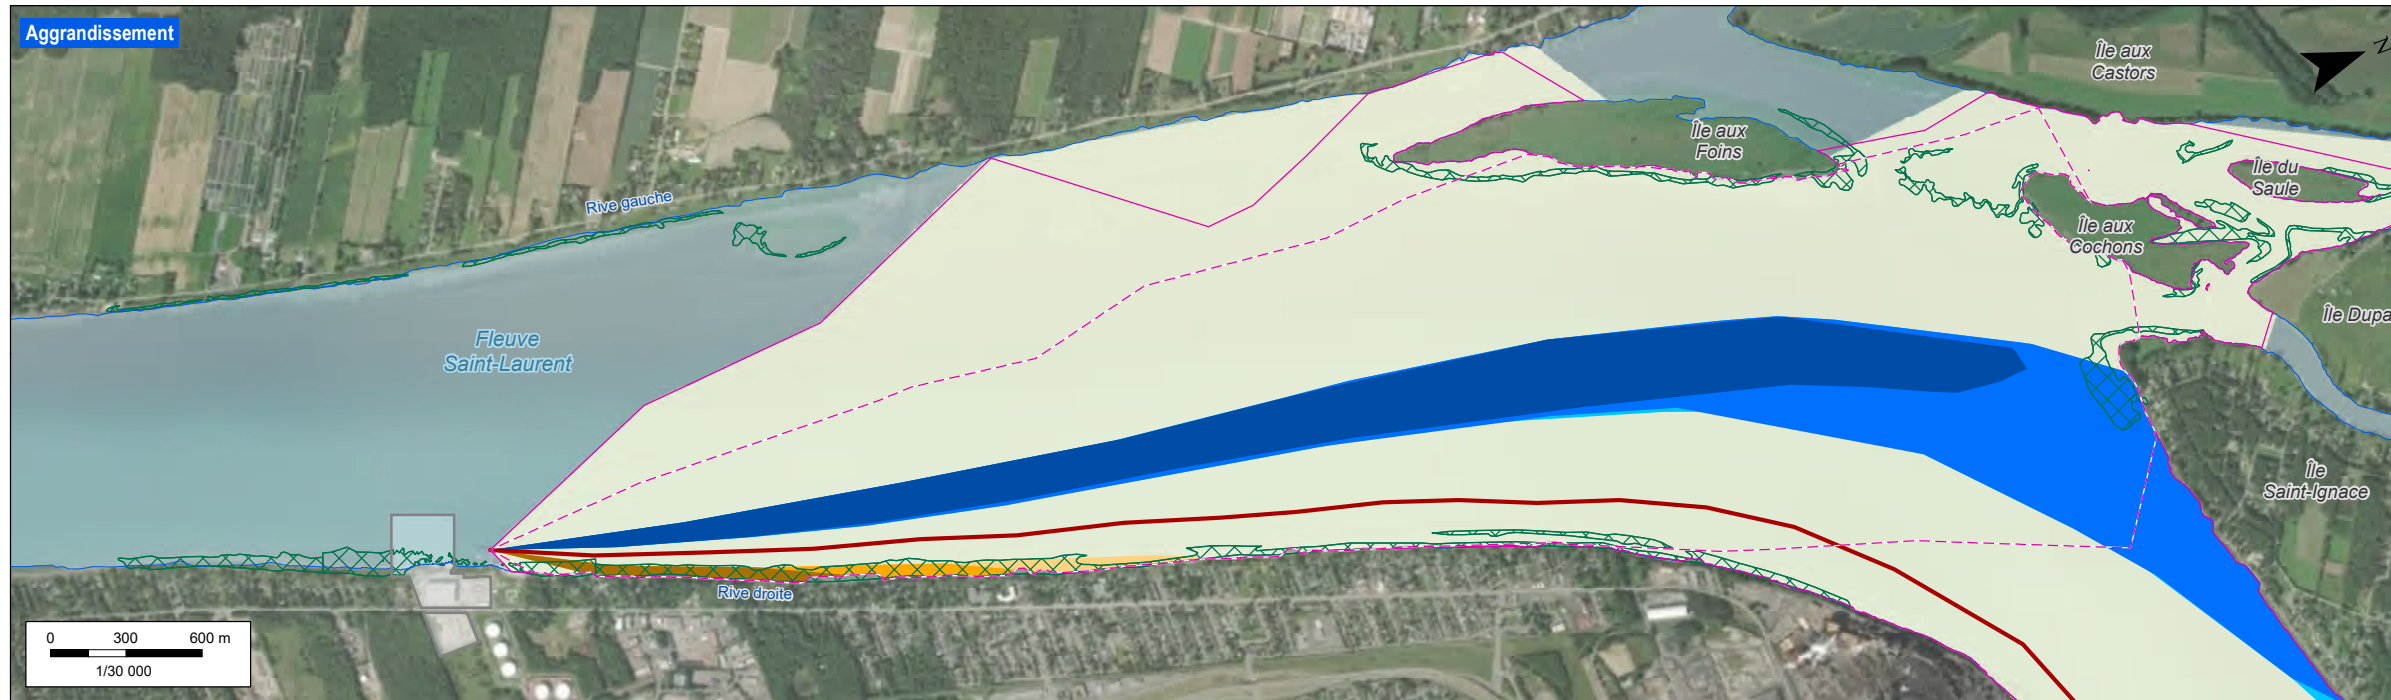 Aggrandissement
Île aux
Castors
N
Île aux
Foins
Île du
Saule
Rive gauche
Île aux
Cochons
Île Dupa
Fleuve
Saint-Laurent
Île
Saint-Ignace
Rive droite
0 300 600 m
1/30 000